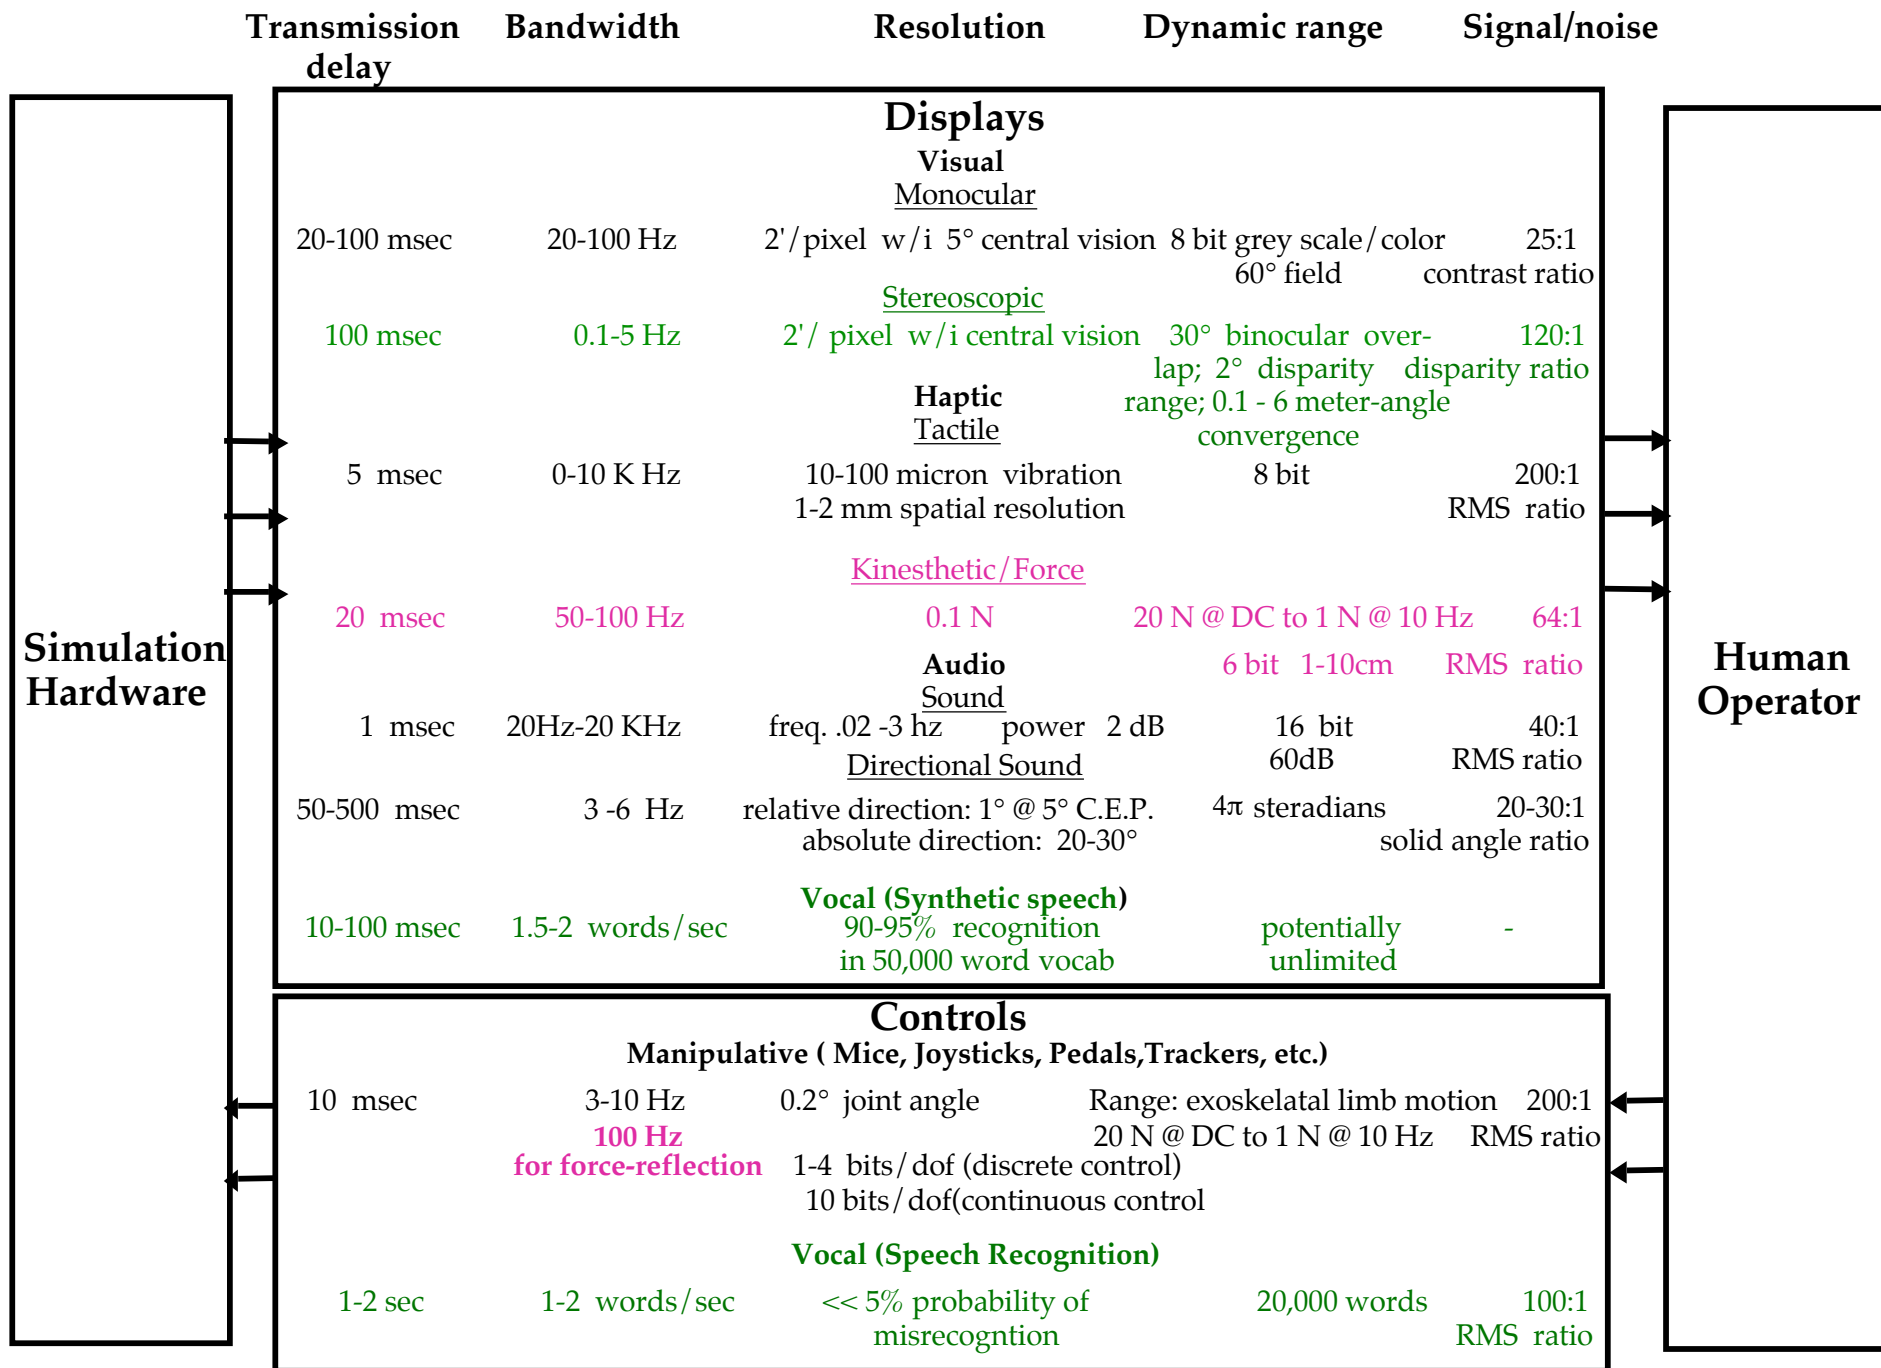 Transmission delay Bandwidth Resolution Dynamic range Signal/noise
Displays
Visual
Monocular
20-100 msec 20-100 Hz 2'/pixel w/i 5° central vision 8 bit grey scale/color 25:1
60° field contrast ratio
Stereoscopic
100 msec 0.1-5 Hz 2'/ pixel w/i central vision 30° binocular over- 120:1
lap; 2° disparity disparity ratio
Haptic range; 0.1 - 6 meter-angle
Tactile convergence
5 msec 0-10 K Hz 10-100 micron vibration 8 bit 200:1
1-2 mm spatial resolution RMS ratio
Kinesthetic/Force
20 msec 50-100 Hz 0.1 N 20 N @ DC to 1 N @ 10 Hz 64:1
Simulation Hardware
Audio 6 bit 1-10cm RMS ratio
Human Operator
Sound
1 msec 20Hz-20 KHz freq. .02 -3 hz power 2 dB 16 bit 40:1
60dB RMS ratio
Directional Sound
50-500 msec 3 -6 Hz relative direction: 1° @ 5° C.E.P. 4π steradians 20-30:1
absolute direction: 20-30° solid angle ratio
Vocal (Synthetic speech)
10-100 msec 1.5-2 words/sec 90-95% recognition potentially -
in 50,000 word vocab unlimited
Controls
Manipulative ( Mice, Joysticks, Pedals,Trackers, etc.)
10 msec 3-10 Hz 0.2° joint angle Range: exoskelatal limb motion 200:1
100 Hz 20 N @ DC to 1 N @ 10 Hz RMS ratio
for force-reflection 1-4 bits/dof (discrete control)
10 bits/dof(continuous control
Vocal (Speech Recognition)
1-2 sec 1-2 words/sec << 5% probability of 20,000 words 100:1
misrecogntion RMS ratio